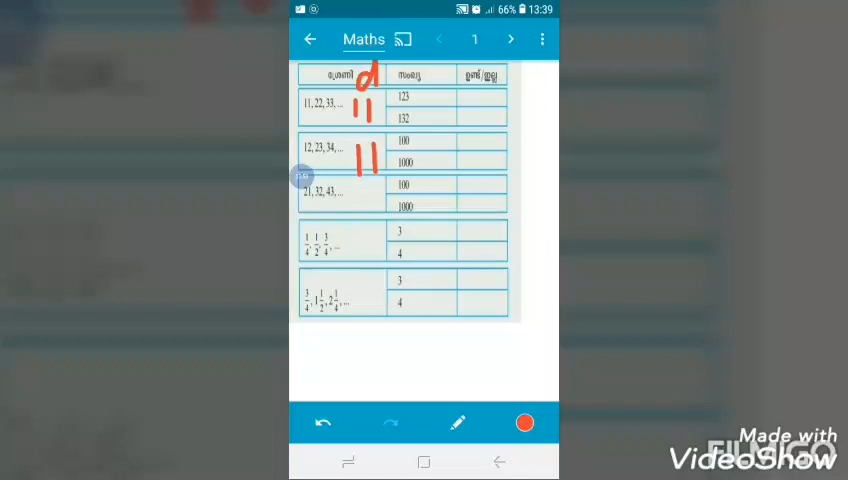 66% 13:39
Maths 1
ശ്രേണി d സംഖ്യ ഉണ്ട്/ഇല്ല
11, 22, 33, ... 11 123
132
12, 23, 34, ... 11 100
1000
21, 32, 43, ... 100
1000
1/4, 1/2, 3/4, ... 3
4
3/4, 1 1/2, 2 1/4, ... 3
4
Made with
FILMIGO
VideoShow